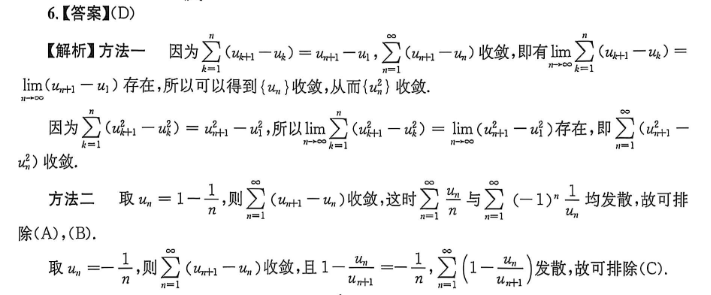 6.【答案】(D)
【解析】方法一 因为$\sum_{k=1}^{n}(u_{k+1}-u_k)=u_{n+1}-u_1$,$\sum_{n=1}^{\infty}(u_{n+1}-u_n)$收敛,即有$\lim_{n\to\infty}\sum_{k=1}^{n}(u_{k+1}-u_k)=$
$\lim_{n\to\infty}(u_{n+1}-u_1)$存在,所以可以得到$\{u_n\}$收敛,从而$\{u_n^2\}$收敛.
因为$\sum_{k=1}^{n}(u_{k+1}^2-u_k^2)=u_{n+1}^2-u_1^2$,所以$\lim_{n\to\infty}\sum_{k=1}^{n}(u_{k+1}^2-u_k^2)=\lim_{n\to\infty}(u_{n+1}^2-u_1^2)$存在,即$\sum_{n=1}^{\infty}(u_{n+1}^2-$
$u_n^2)$收敛.
方法二 取$u_n=1-\frac{1}{n}$,则$\sum_{n=1}^{\infty}(u_{n+1}-u_n)$收敛,这时$\sum_{n=1}^{\infty}\frac{u_n}{n}$与$\sum_{n=1}^{\infty}(-1)^n\frac{1}{u_n}$均发散,故可排
除(A),(B).
取$u_n=-\frac{1}{n}$,则$\sum_{n=1}^{\infty}(u_{n+1}-u_n)$收敛,且$1-\frac{u_n}{u_{n+1}}=-\frac{1}{n}$,$\sum_{n=1}^{\infty}\left(1-\frac{u_n}{u_{n+1}}\right)$发散,故可排除(C).